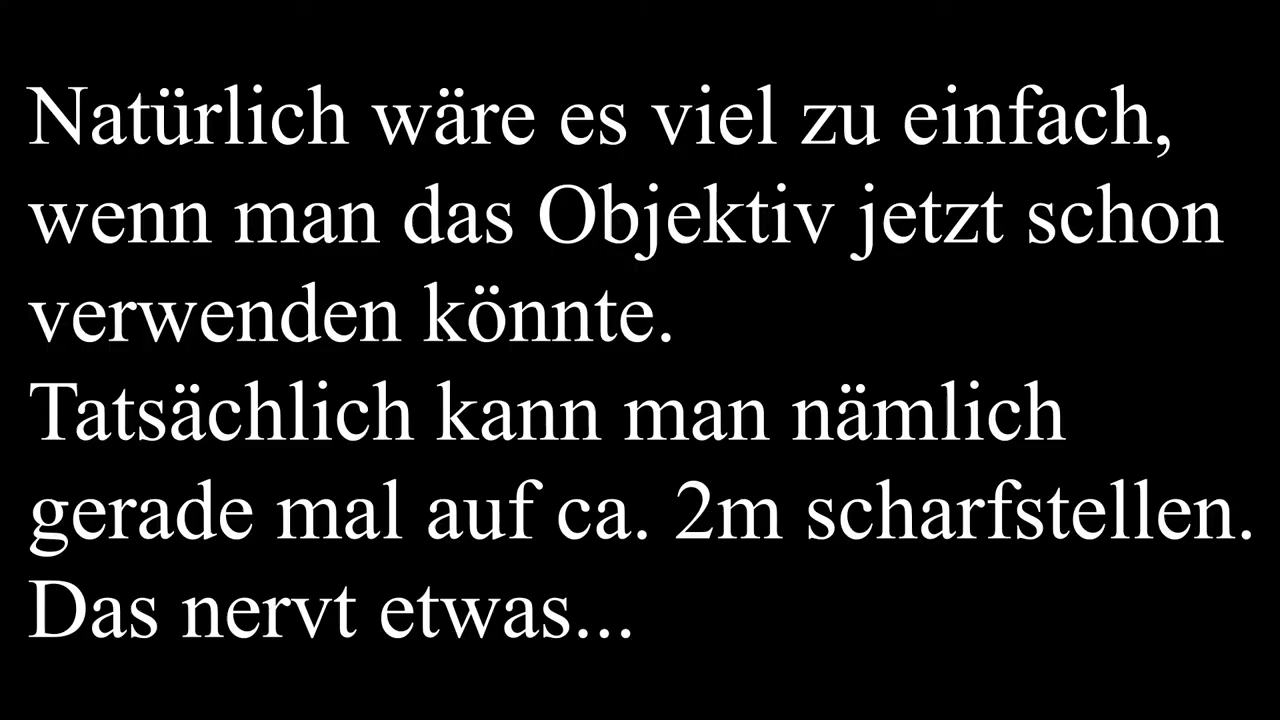 Natürlich wäre es viel zu einfach,
wenn man das Objektiv jetzt schon
verwenden könnte.
Tatsächlich kann man nämlich
gerade mal auf ca. 2m scharfstellen.
Das nervt etwas...